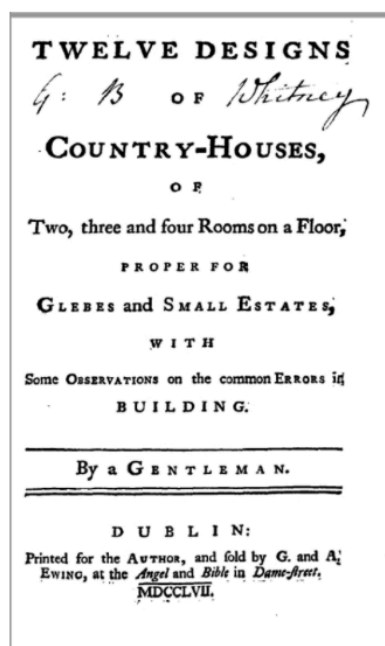 TWELVE DESIGNS
G: B OF Whitney
COUNTRY-HOUSES,
OF
Two, three and four Rooms on a Floor,
PROPER FOR
GLEBES and SMALL ESTATES,
WITH
Some OBSERVATIONS on the common ERRORS in
BUILDING.
By a GENTLEMAN.
DUBLIN:
Printed for the AUTHOR, and ſold by G. and A.
EWING, at the Angel and Bible in Dame-ſtreet.
MDCCLVII.